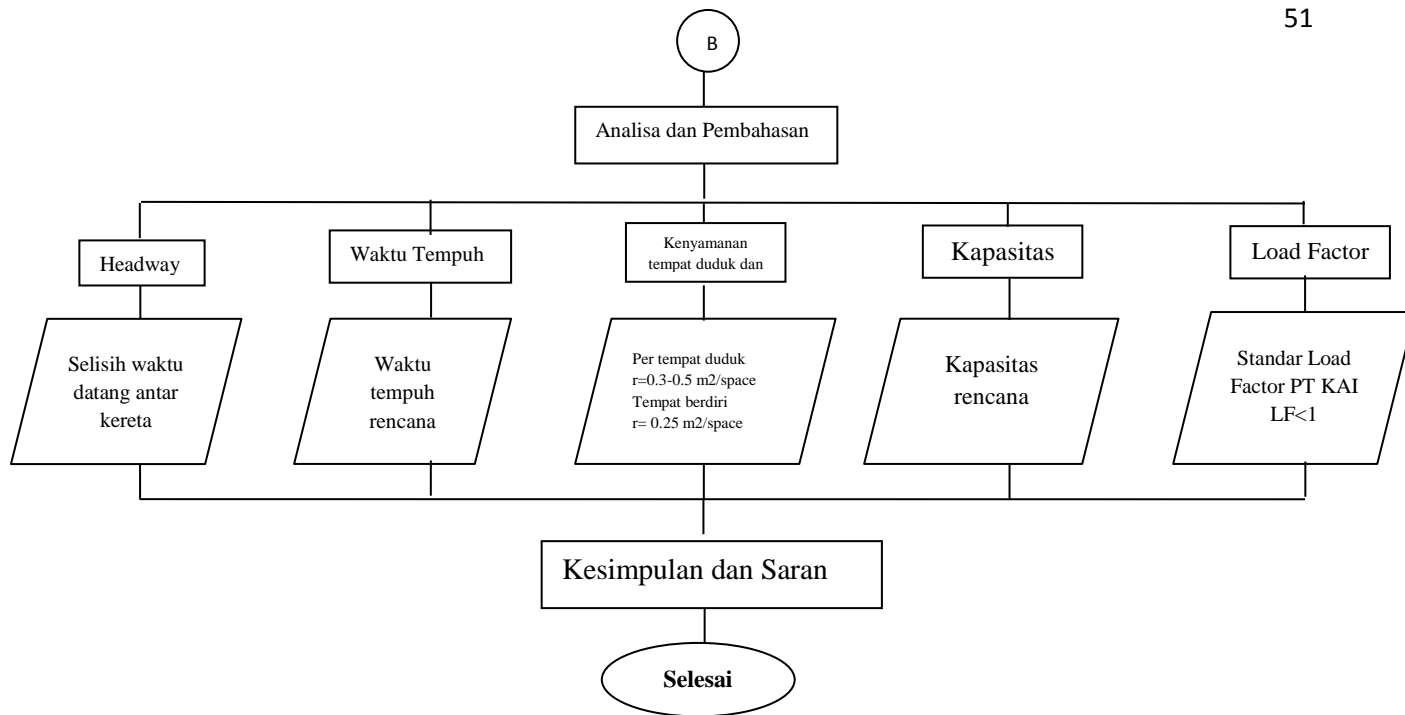 51
B
Analisa dan Pembahasan
Headway
Waktu Tempuh
Kenyamanan
tempat duduk dan
Kapasitas
Load Factor
Selisih waktu
datang antar
kereta
Waktu
tempuh
rencana
Per tempat duduk
r=0.3-0.5 m2/space
Tempat berdiri
r= 0.25 m2/space
Kapasitas
rencana
Standar Load
Factor PT KAI
LF<1
Kesimpulan dan Saran
Selesai